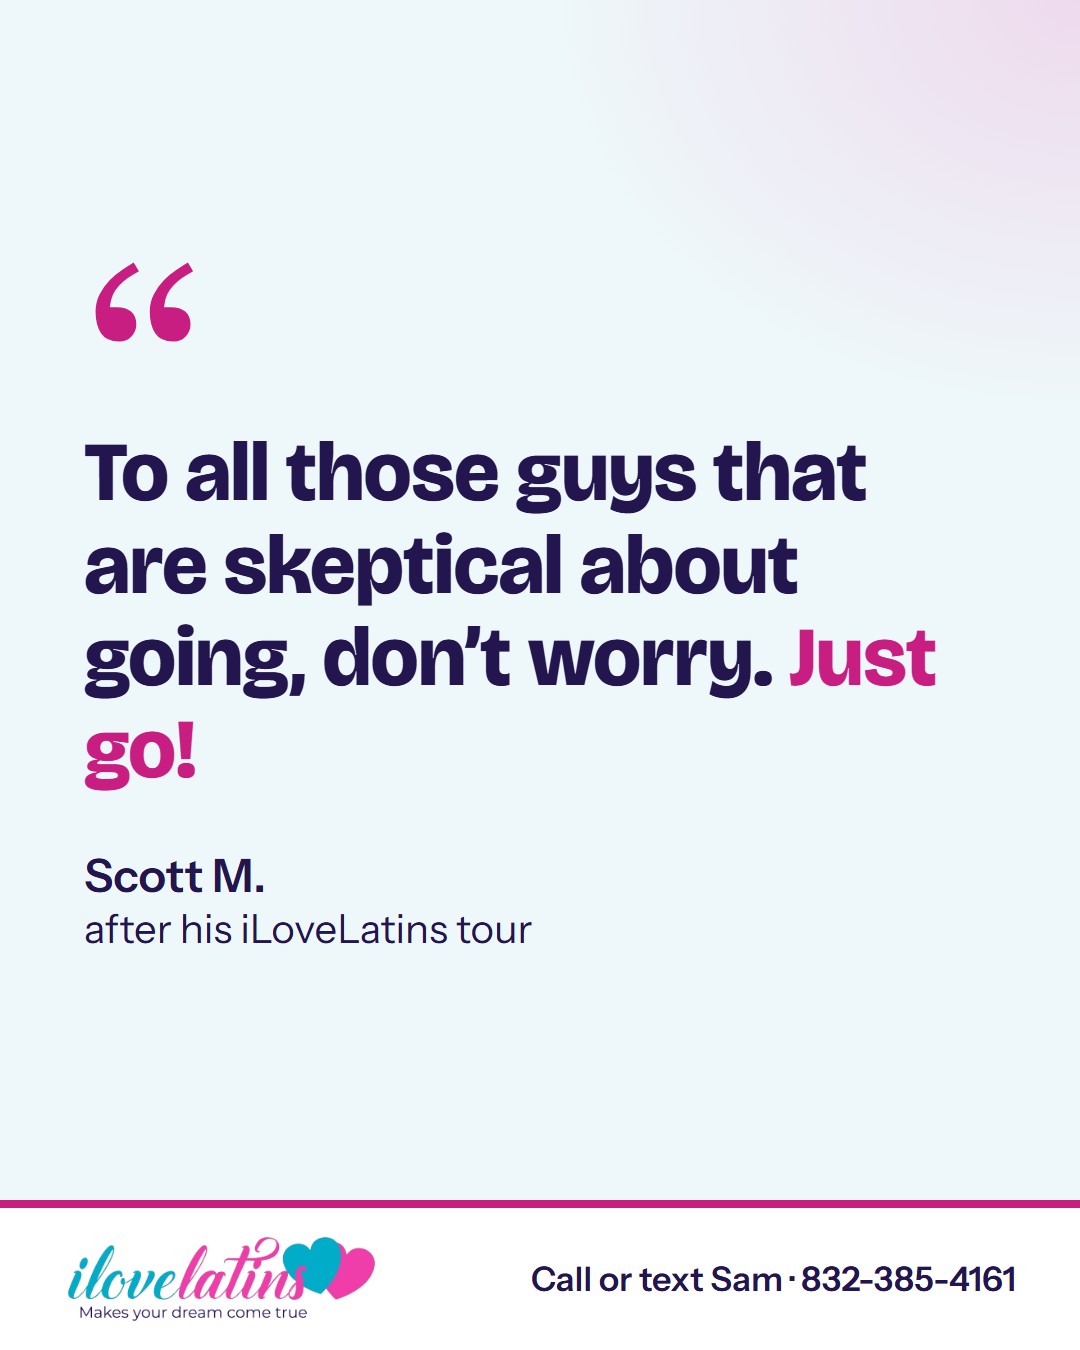 “
To all those guys that
are skeptical about
going, don’t worry. Just
go!
Scott M.
after his iLoveLatins tour
ilovelatins
Makes your dream come true
Call or text Sam · 832-385-4161